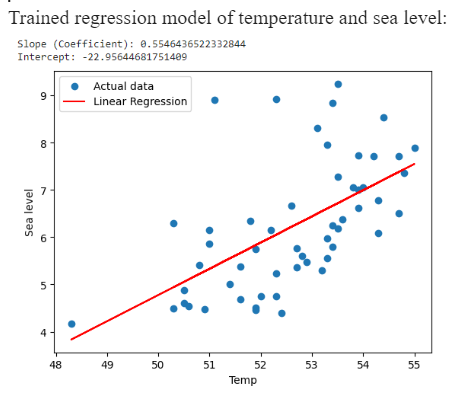 Trained regression model of temperature and sea level:
Slope (Coefficient): 0.5546436522332844
Intercept: -22.95644681751409
Actual data
Linear Regression
9
8
7
6
5
4
Sea level
48 49 50 51 52 53 54 55
Temp